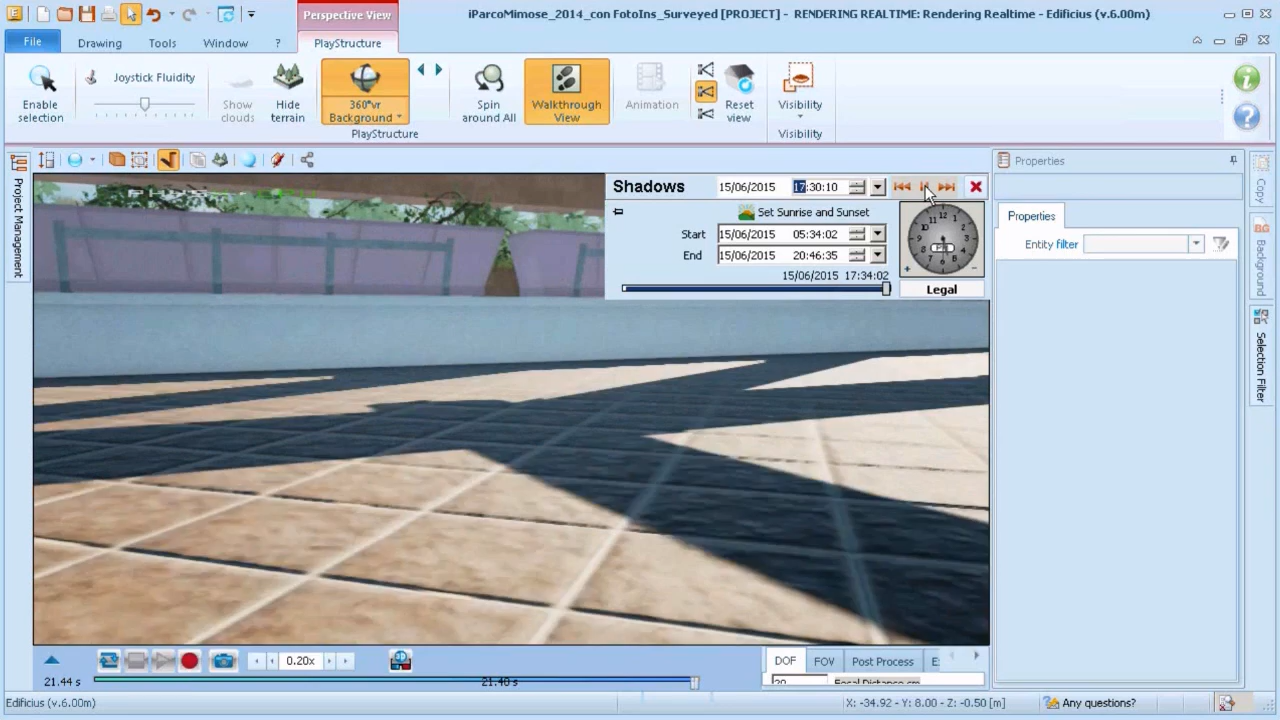 Perspective View
iParcoMimose_2014_con FotoIns_Surveyed [PROJECT] - RENDERING REALTIME: Rendering Realtime - Edificius (v.6.00m)
File
Drawing
Tools
Window
?
PlayStructure
Enable selection
Joystick Fluidity
Show clouds
Hide terrain
360°vr Background
Spin around All
Walkthrough View
Animation
Reset view
Visibility
PlayStructure
Visibility
Project Management
Shadows
15/06/2015
17:30:10
Set Sunrise and Sunset
Start
15/06/2015
05:34:02
End
15/06/2015
20:46:35
15/06/2015 17:34:02
Legal
Properties
Properties
Entity filter
Copy
Background
Selection Filter
0.20x
21.44 s
21.40 s
DOF
FOV
Post Process
Focal Distance cm
Edificius (v.6.00m)
X: -34.92 - Y: 8.00 - Z: -0.50 [m]
Any questions?